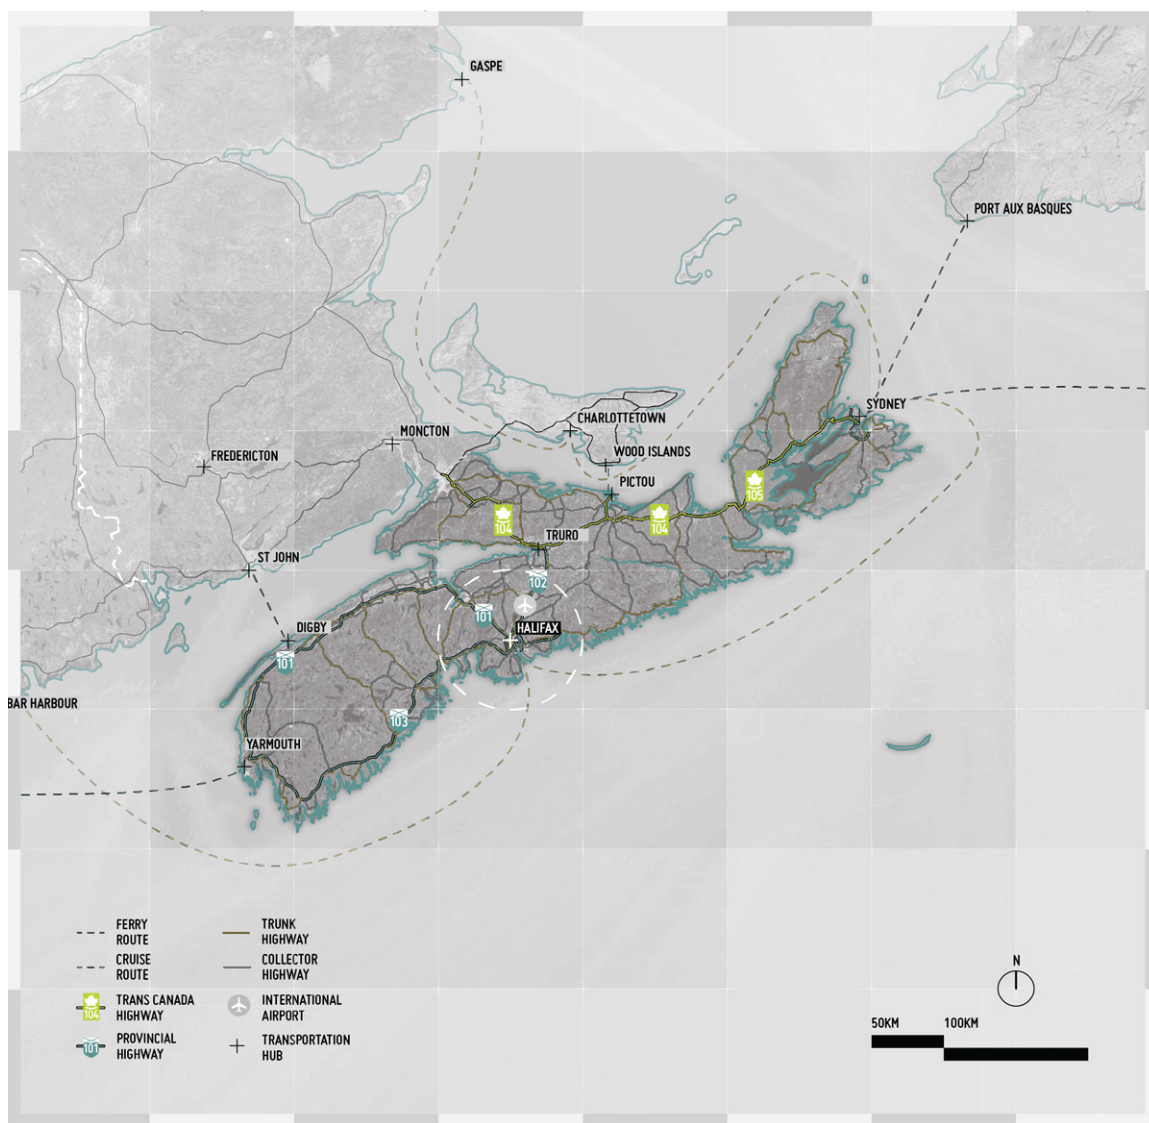 GASPE
PORT AUX BASQUES
SYDNEY
CHARLOTTETOWN
MONCTON
WOOD ISLANDS
FREDERICTON
PICTOU
105
104
104
TRURO
ST JOHN
102
101
HALIFAX
DIGBY
101
BAR HARBOUR
103
YARMOUTH
FERRY
ROUTE
TRUNK
HIGHWAY
CRUISE
ROUTE
COLLECTOR
HIGHWAY
N
104
TRANS CANADA
HIGHWAY
INTERNATIONAL
AIRPORT
50KM
100KM
101
PROVINCIAL
HIGHWAY
TRANSPORTATION
HUB